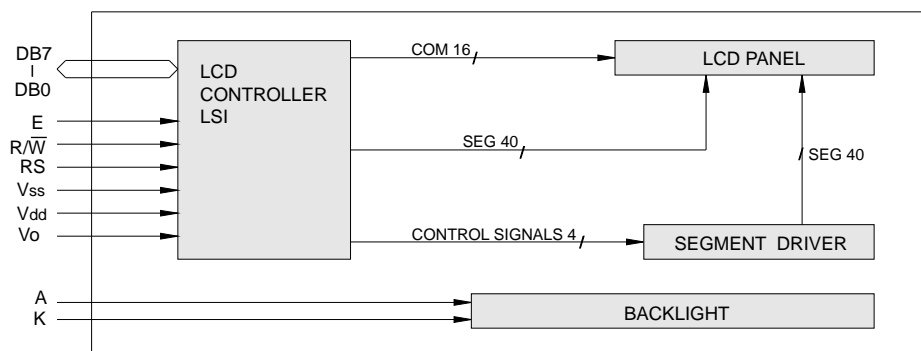 DB7
DB0
E
R/W̅
RS
Vss
Vdd
Vo
A
K
LCD
CONTROLLER
LSI
COM 16
LCD PANEL
SEG 40
SEG 40
CONTROL SIGNALS 4
SEGMENT DRIVER
BACKLIGHT